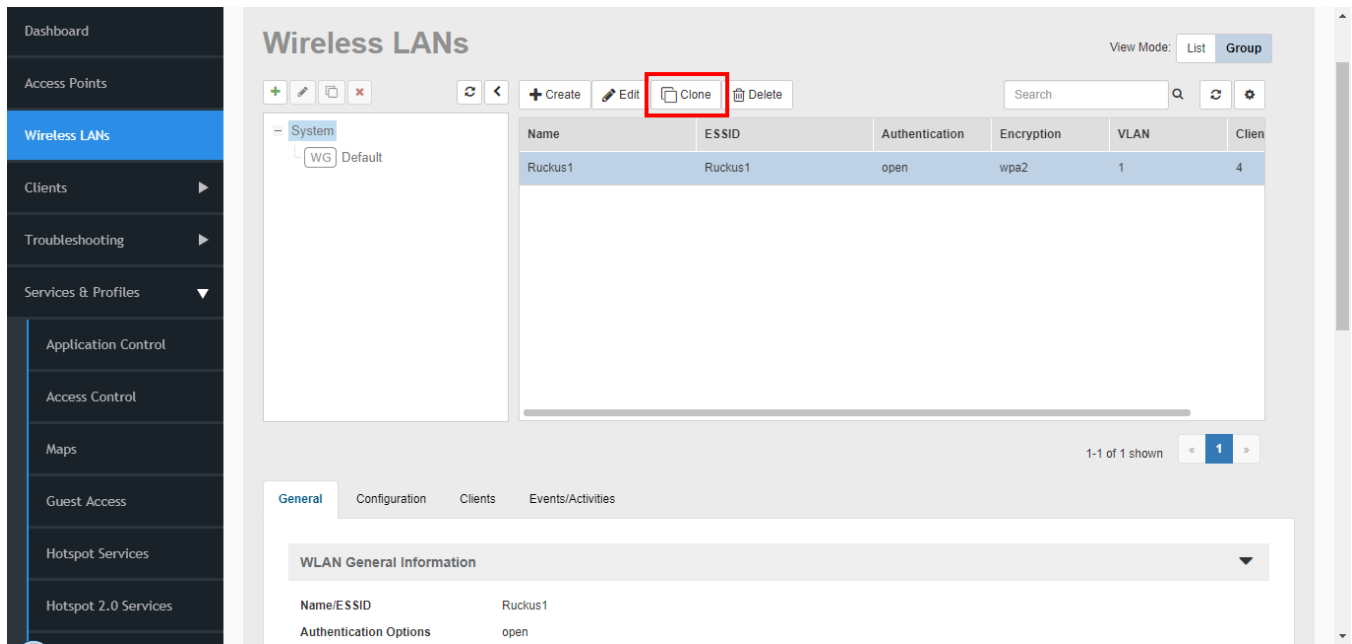 Dashboard
Access Points
Wireless LANs
Clients
Troubleshooting
Services & Profiles
Application Control
Access Control
Maps
Guest Access
Hotspot Services
Hotspot 2.0 Services
Wireless LANs
View Mode: List Group
Create Edit Clone Delete Search
System
WG Default
Name ESSID Authentication Encryption VLAN Clien
Ruckus1 Ruckus1 open wpa2 1 4
1-1 of 1 shown « 1 »
General Configuration Clients Events/Activities
WLAN General Information
Name/ESSID Ruckus1
Authentication Options open